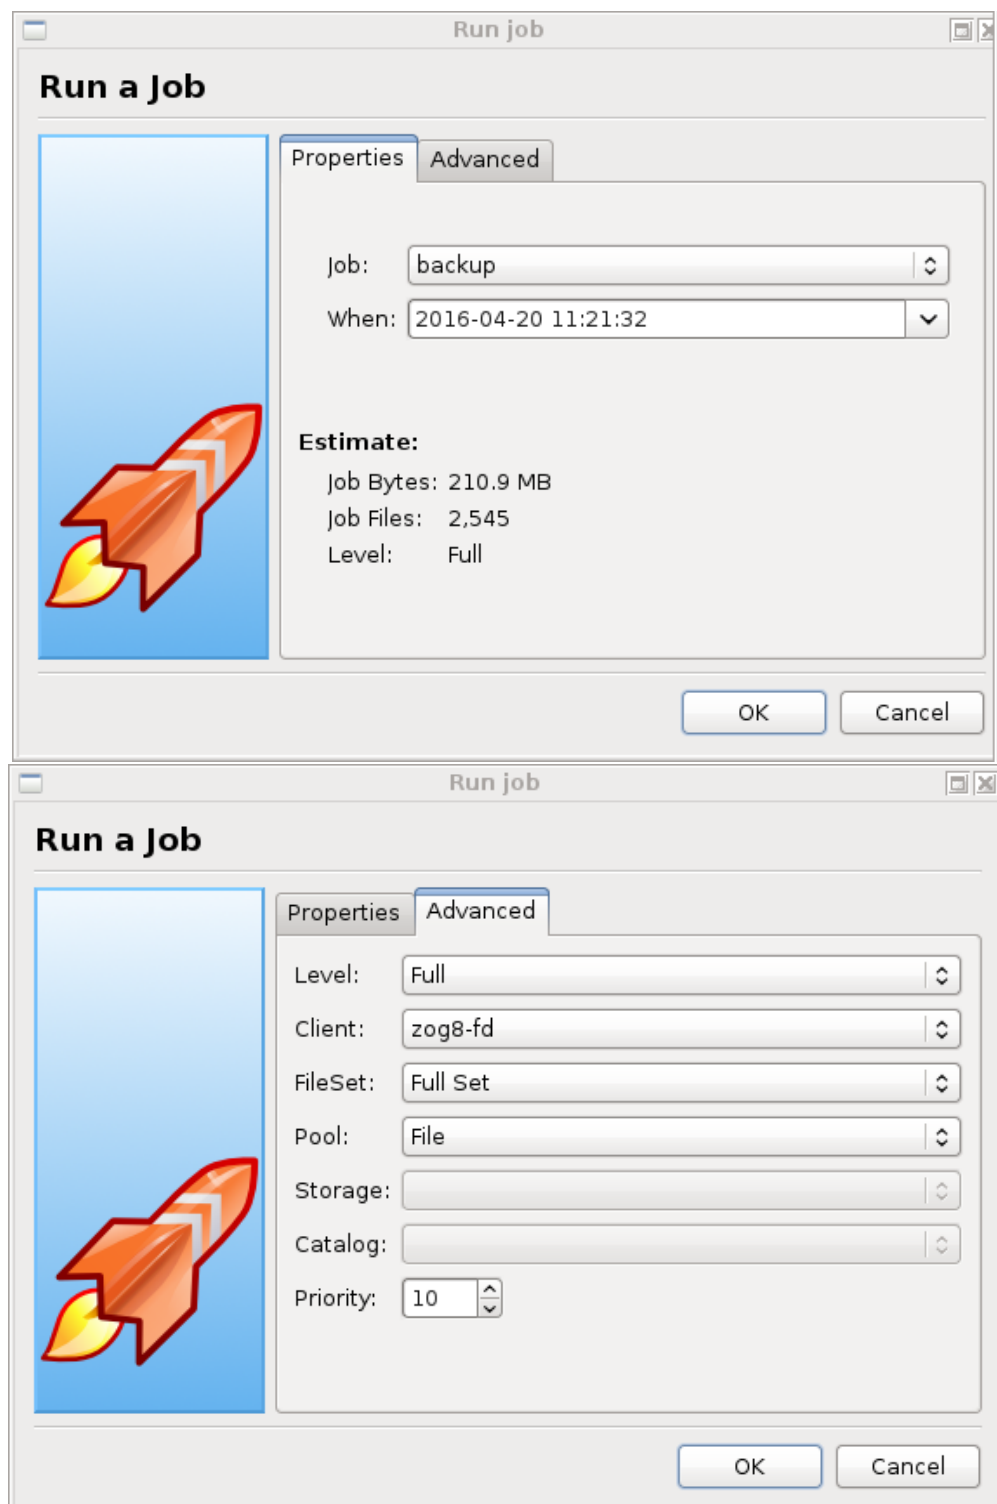 Run job
Run a Job
Properties Advanced
Job: backup
When: 2016-04-20 11:21:32
Estimate:
Job Bytes: 210.9 MB
Job Files: 2,545
Level: Full
OK Cancel
Run job
Run a Job
Properties Advanced
Level: Full
Client: zog8-fd
FileSet: Full Set
Pool: File
Storage:
Catalog:
Priority: 10
OK Cancel